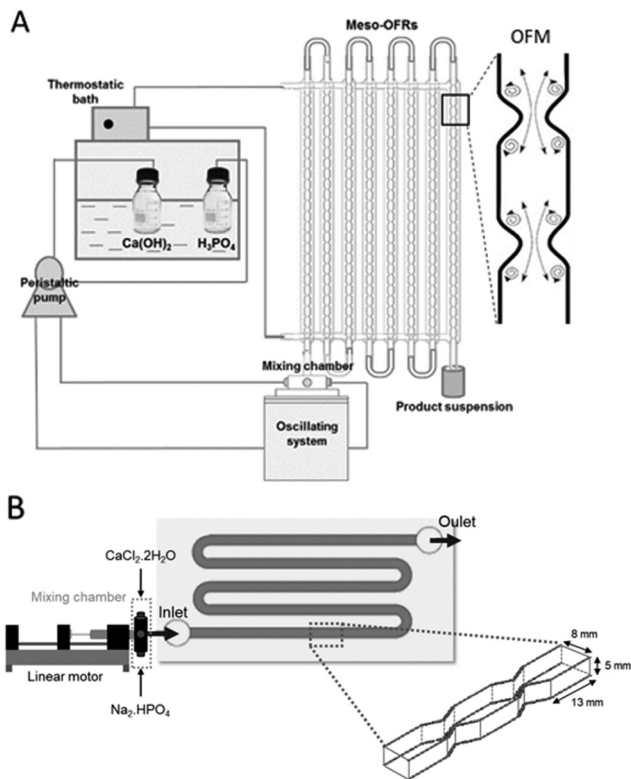 A
Meso-OFRs
OFM
Thermostatic
bath
Ca(OH)2
H3PO4
Peristaltic
pump
Mixing chamber
Oscillating
system
Product suspension
B
CaCl2.2H2O
Mixing chamber
Inlet
Oulet
Linear motor
Na2.HPO4
8 mm
5 mm
13 mm